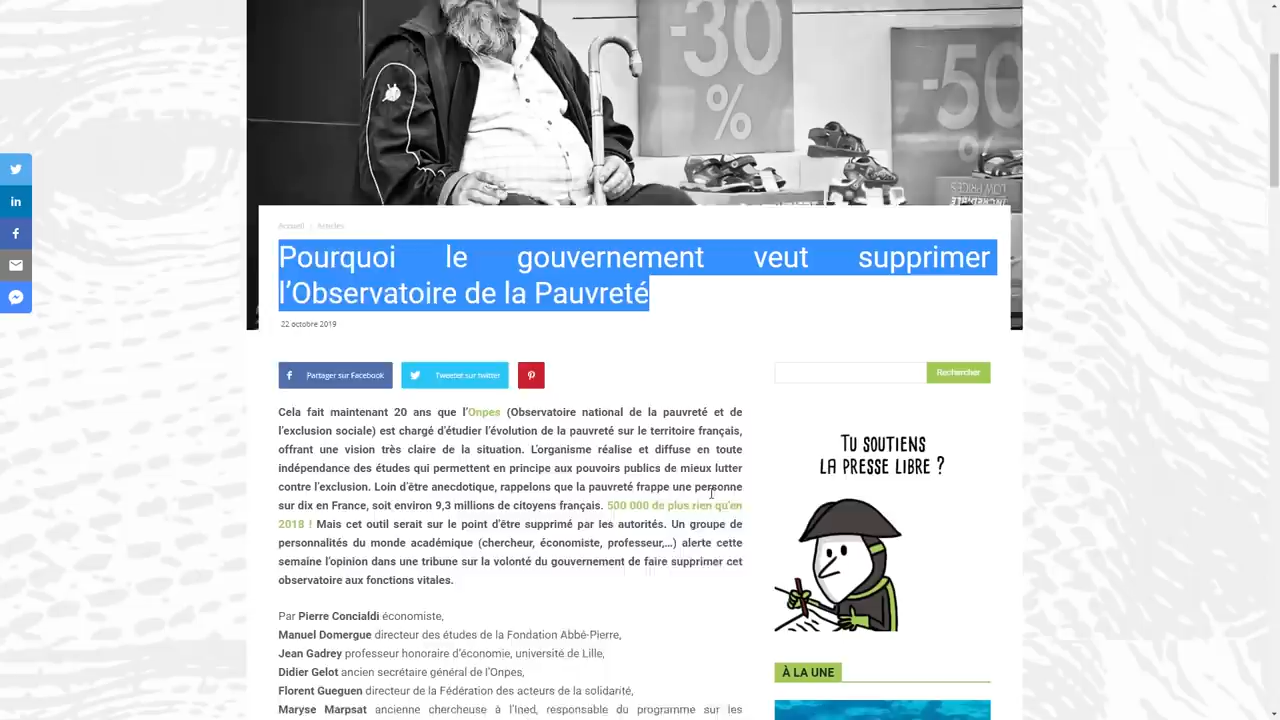 -30
%
-50
%
LOW PRICES
INCREDIBLE
Accueil
Articles
Pourquoi le gouvernement veut supprimer
l’Observatoire de la Pauvreté
22 octobre 2019
Partager sur Facebook
Tweeter sur twitter
Rechercher
Cela fait maintenant 20 ans que l’Onpes (Observatoire national de la pauvreté et de
l’exclusion sociale) est chargé d’étudier l’évolution de la pauvreté sur le territoire français,
offrant une vision très claire de la situation. L’organisme réalise et diffuse en toute
indépendance des études qui permettent en principe aux pouvoirs publics de mieux lutter
contre l’exclusion. Loin d’être anecdotique, rappelons que la pauvreté frappe une personne
sur dix en France, soit environ 9,3 millions de citoyens français. 500 000 de plus rien qu’en
2018 ! Mais cet outil serait sur le point d’être supprimé par les autorités. Un groupe de
personnalités du monde académique (chercheur, économiste, professeur,…) alerte cette
semaine l’opinion dans une tribune sur la volonté du gouvernement de faire supprimer cet
observatoire aux fonctions vitales.
Par Pierre Concialdi économiste,
Manuel Domergue directeur des études de la Fondation Abbé-Pierre,
Jean Gadrey professeur honoraire d’économie, université de Lille,
Didier Gelot ancien secrétaire général de l’Onpes,
Florent Gueguen directeur de la Fédération des acteurs de la solidarité,
Maryse Marpsat ancienne chercheuse à l’Ined, responsable du programme sur les
TU SOUTIENS
LA PRESSE LIBRE ?
À LA UNE